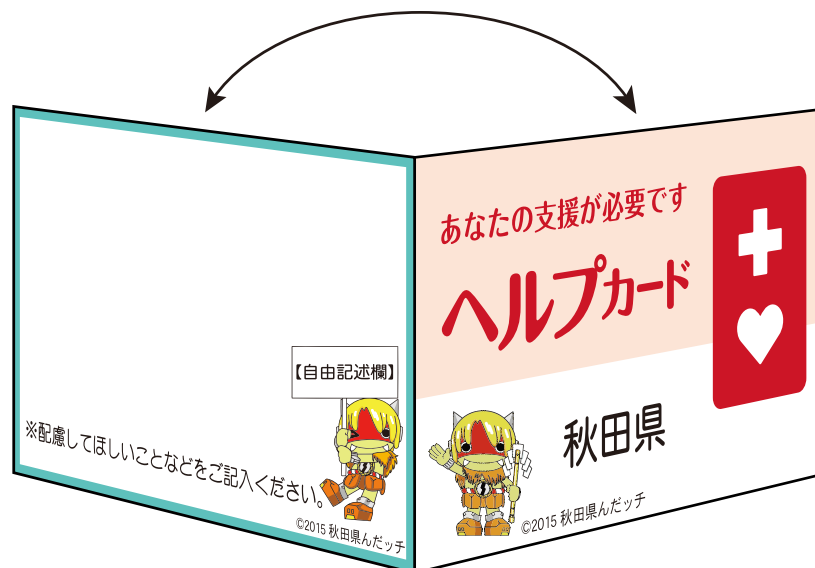 【自由記述欄】
※配慮してほしいことなどをご記入ください。
©2015 秋田県んだッチ
あなたの支援が必要です
ヘルプカード
秋田県
©2015 秋田県んだッチ